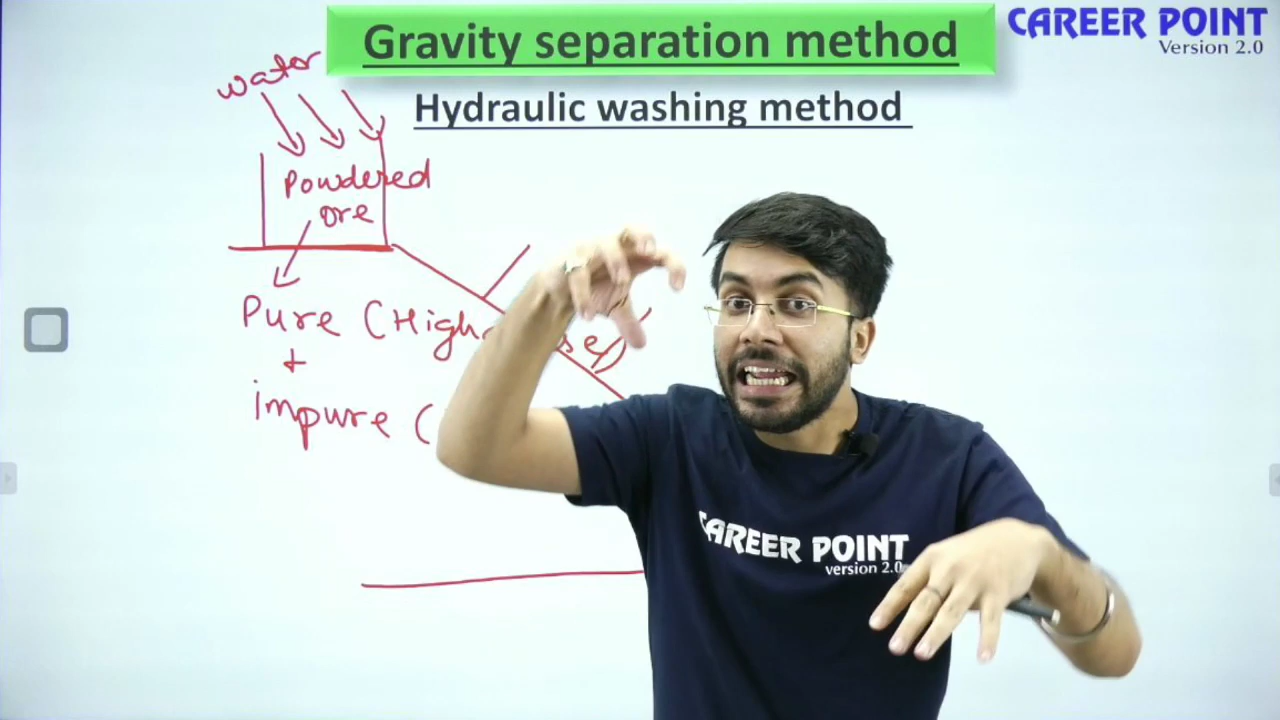 Gravity separation method
CAREER POINT
Version 2.0
Hydraulic washing method
water
Powdered
ore
Pure (High
+
impure (
CAREER POINT
version 2.0